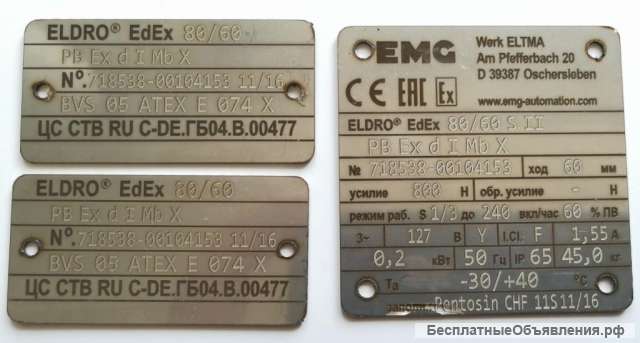 ELDRO® EdEx 80/60
PB Ex d I Mb X
Nº. 718538-00104153 11/16
BVS 05 ATEX E 074 X
ЦС СТВ RU C-DE.ГБ04.В.00477
ELDRO® EdEx 80/60
PB Ex d I Mb X
Nº. 718538-00104153 11/16
BVS 05 ATEX E 074 X
ЦС СТВ RU C-DE.ГБ04.В.00477
EMG
Werk ELTMA
Am Pfefferbach 20
D 39387 Oschersleben
CE EAC Ex www.emg-automation.com
ELDRO® EdEx 80/60 S II
PB Ex d I Mb X
№ 718538-00104153 ход 60 мм
усилие 800 Н обр. усилие - Н
режим раб. S 1/3 до 240 вкл/час 60 % ПВ
3~ 127 В Y I.Cl. F 1,55 А
0,2 кВт 50 Гц IP 65 45,0 кг
Ta -30/+40 °C
Pentosin CHF 11S 11/16
БесплатныеОбъявления.рф